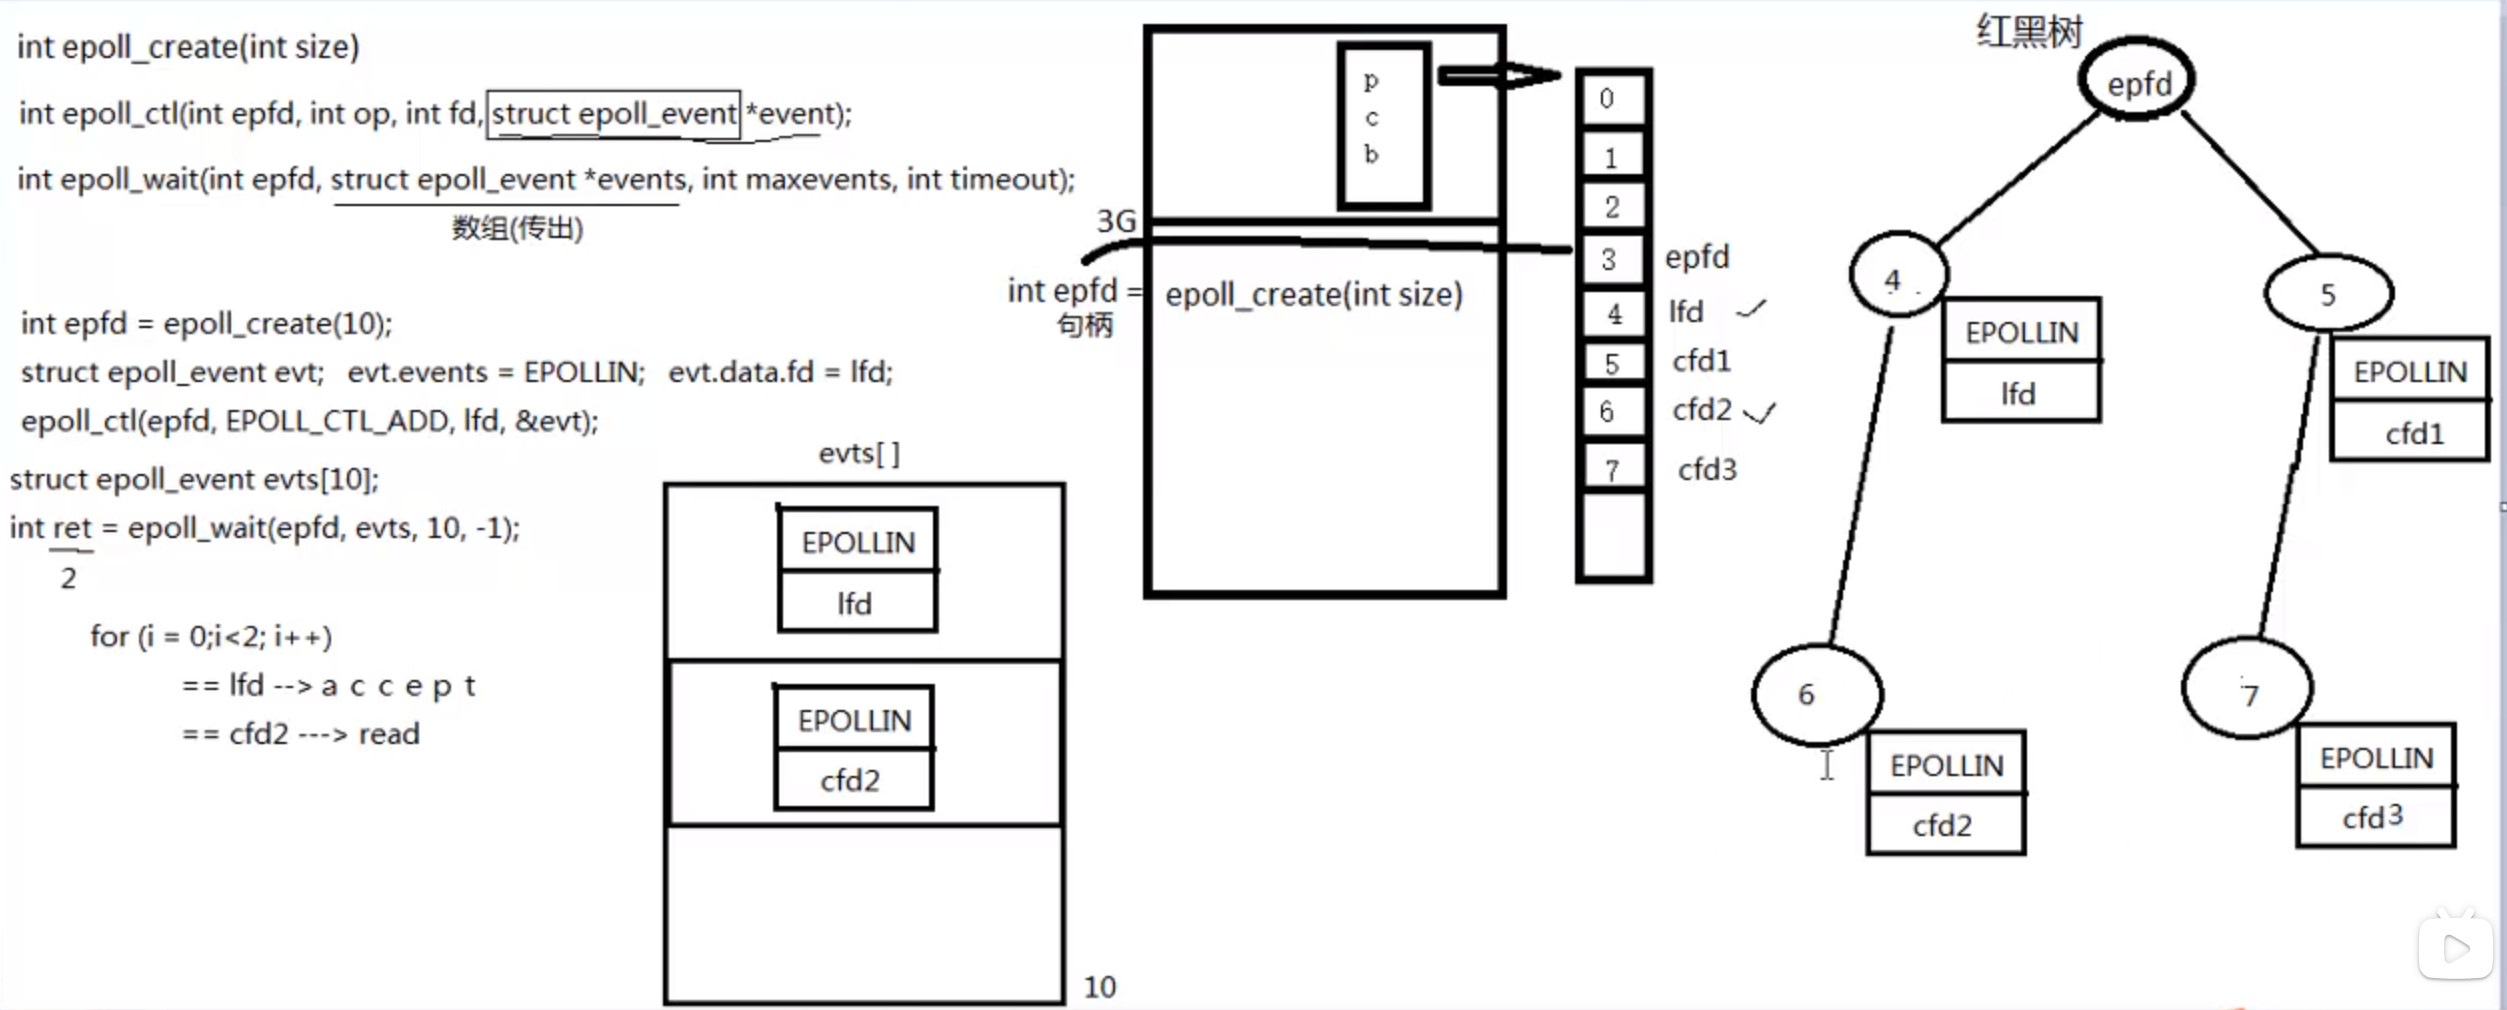 int epoll_create(int size)
int epoll_ctl(int epfd, int op, int fd, struct epoll_event *event);
int epoll_wait(int epfd, struct epoll_event *events, int maxevents, int timeout);
数组(传出)
int epfd = epoll_create(10);
struct epoll_event evt;   evt.events = EPOLLIN;   evt.data.fd = lfd;
epoll_ctl(epfd, EPOLL_CTL_ADD, lfd, &evt);
struct epoll_event evts[10];
int ret = epoll_wait(epfd, evts, 10, -1);
2
for (i = 0;i<2; i++)
== lfd --> a c c e p t
== cfd2 ---> read
evts[ ]
EPOLLIN
lfd
EPOLLIN
cfd2
10
p
c
b
3G
int epfd = epoll_create(int size)
句柄
0
1
2
3 epfd
4 lfd
5 cfd1
6 cfd2
7 cfd3
红黑树
epfd
4
EPOLLIN
lfd
5
EPOLLIN
cfd1
6
EPOLLIN
cfd2
7
EPOLLIN
cfd3